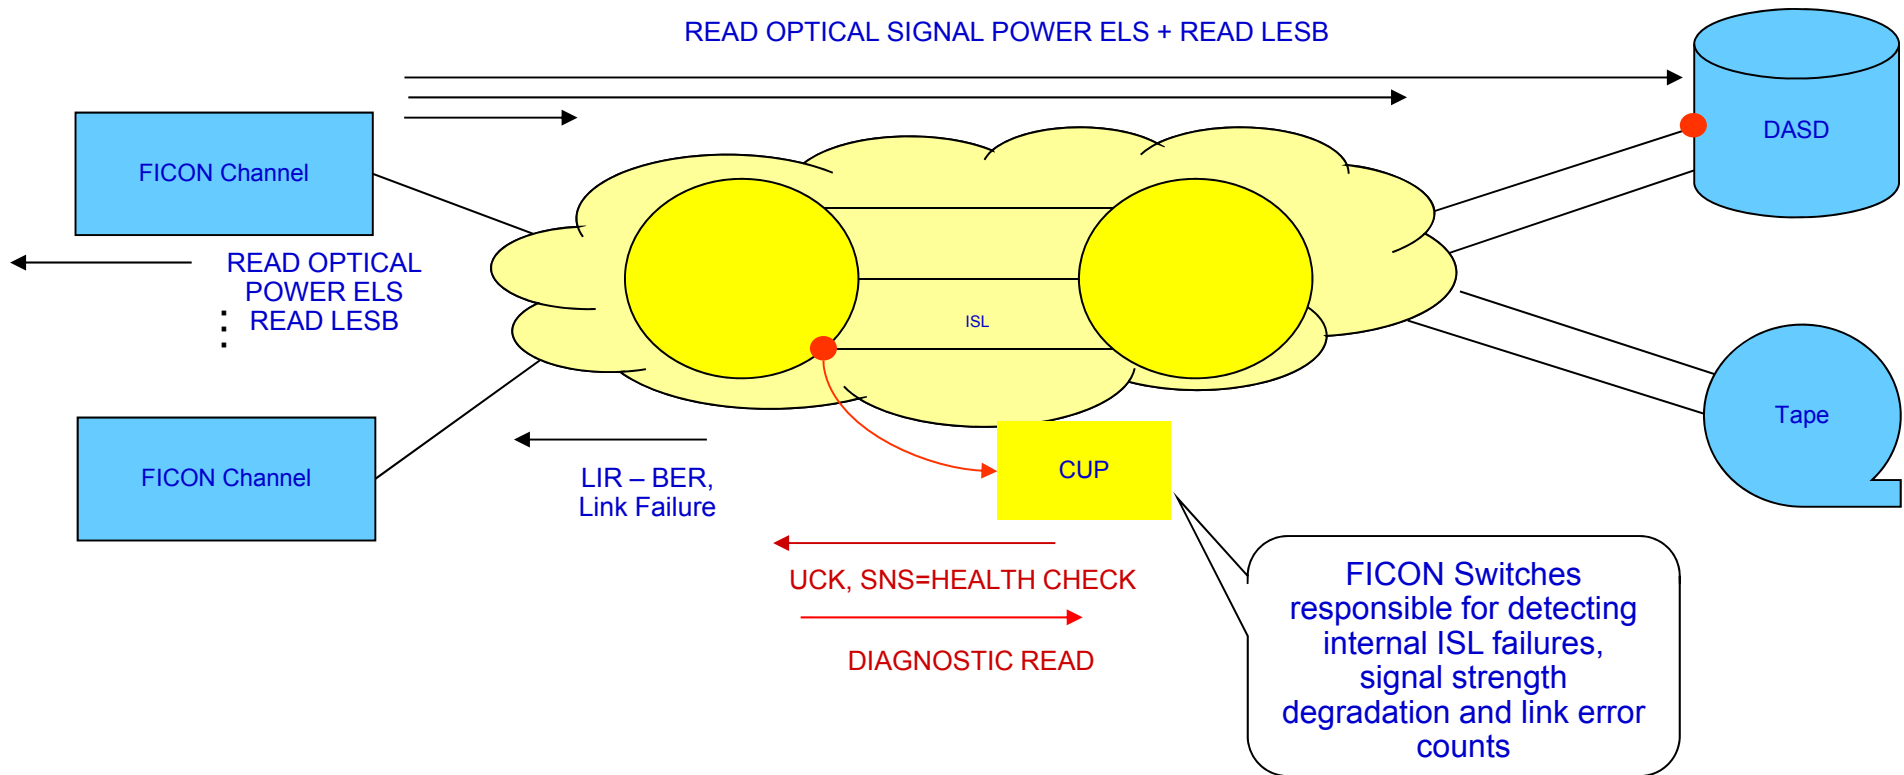 READ OPTICAL SIGNAL POWER ELS + READ LESB
DASD
FICON Channel
READ OPTICAL
POWER ELS
READ LESB
ISL
Tape
FICON Channel
LIR – BER,
Link Failure
CUP
UCK, SNS=HEALTH CHECK
DIAGNOSTIC READ
FICON Switches
responsible for detecting
internal ISL failures,
signal strength
degradation and link error
counts